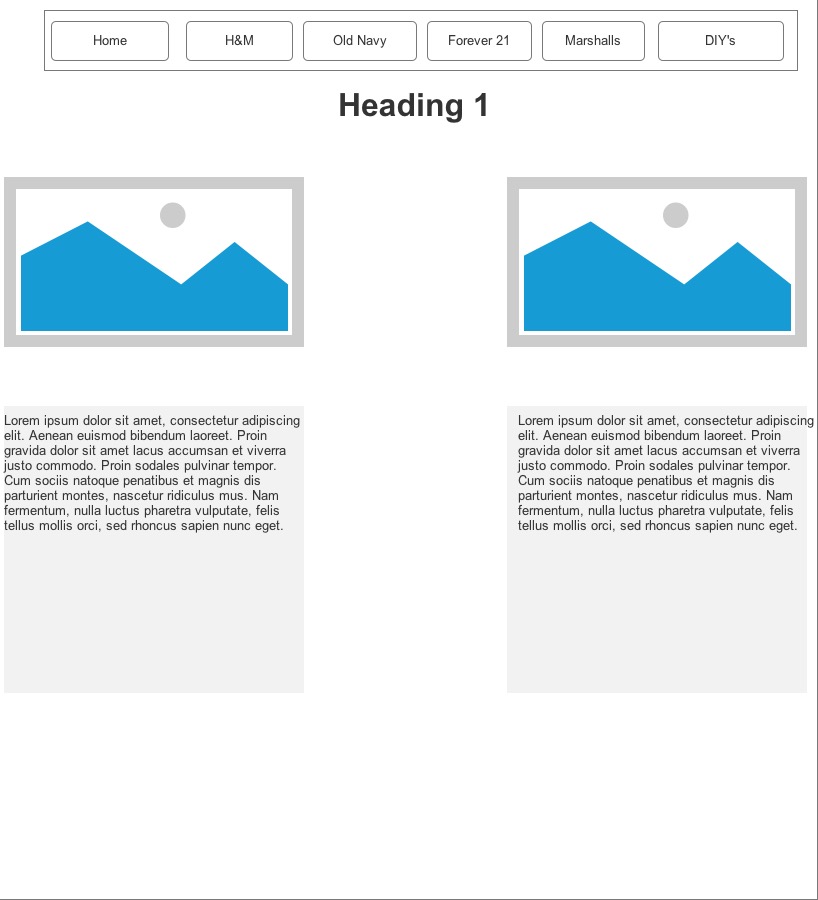 Home
H&M
Old Navy
Forever 21
Marshalls
DIY's
Heading 1
Lorem ipsum dolor sit amet, consectetur adipiscing
elit. Aenean euismod bibendum laoreet. Proin
gravida dolor sit amet lacus accumsan et viverra
justo commodo. Proin sodales pulvinar tempor.
Cum sociis natoque penatibus et magnis dis
parturient montes, nascetur ridiculus mus. Nam
fermentum, nulla luctus pharetra vulputate, felis
tellus mollis orci, sed rhoncus sapien nunc eget.
Lorem ipsum dolor sit amet, consectetur adipiscing
elit. Aenean euismod bibendum laoreet. Proin
gravida dolor sit amet lacus accumsan et viverra
justo commodo. Proin sodales pulvinar tempor.
Cum sociis natoque penatibus et magnis dis
parturient montes, nascetur ridiculus mus. Nam
fermentum, nulla luctus pharetra vulputate, felis
tellus mollis orci, sed rhoncus sapien nunc eget.